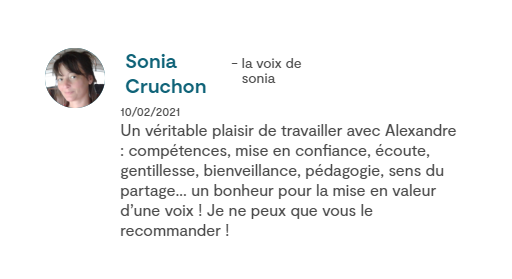 Sonia
Cruchon
- la voix de
sonia
10/02/2021
Un véritable plaisir de travailler avec Alexandre
: compétences, mise en confiance, écoute,
gentillesse, bienveillance, pédagogie, sens du
partage... un bonheur pour la mise en valeur
d'une voix ! Je ne peux que vous le
recommander !